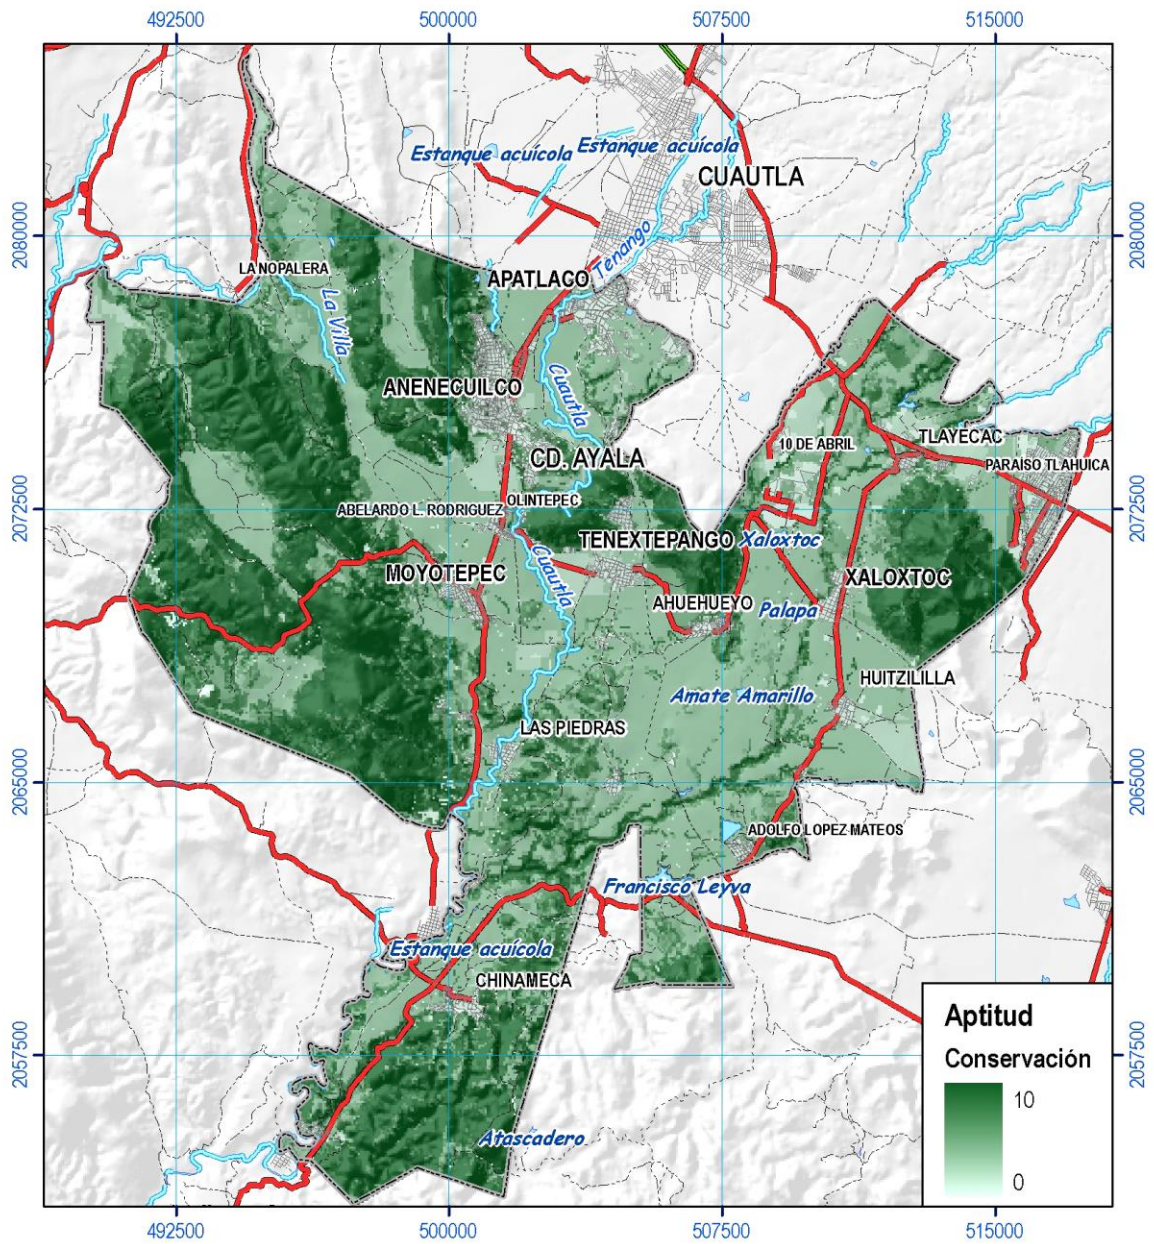 492500
500000
507500
515000
Estanque acuícola
Estanque acuícola
CUAUTLA
2080000
2080000
Tenango
LA NOPALERA
APATLACO
La Villa
ANENECUILCO
Cuautla
CD. AYALA
10 DE ABRIL
TLAYECAC
PARAÍSO TLAHUICA
2072500
2072500
ABELARDO L. RODRIGUEZ
OLINTEPEC
TENEXTEPANGO
Xaloxtoc
MOYOTEPEC
Cuautla
XALOXTOC
AHUEHUEYO
Palapa
HUITZILILLA
Amate Amarillo
LAS PIEDRAS
2065000
2065000
ADOLFO LOPEZ MATEOS
Francisco Leyva
Estanque acuícola
CHINAMECA
2057500
2057500
Atascadero
Aptitud
Conservación
10
0
492500
500000
507500
515000